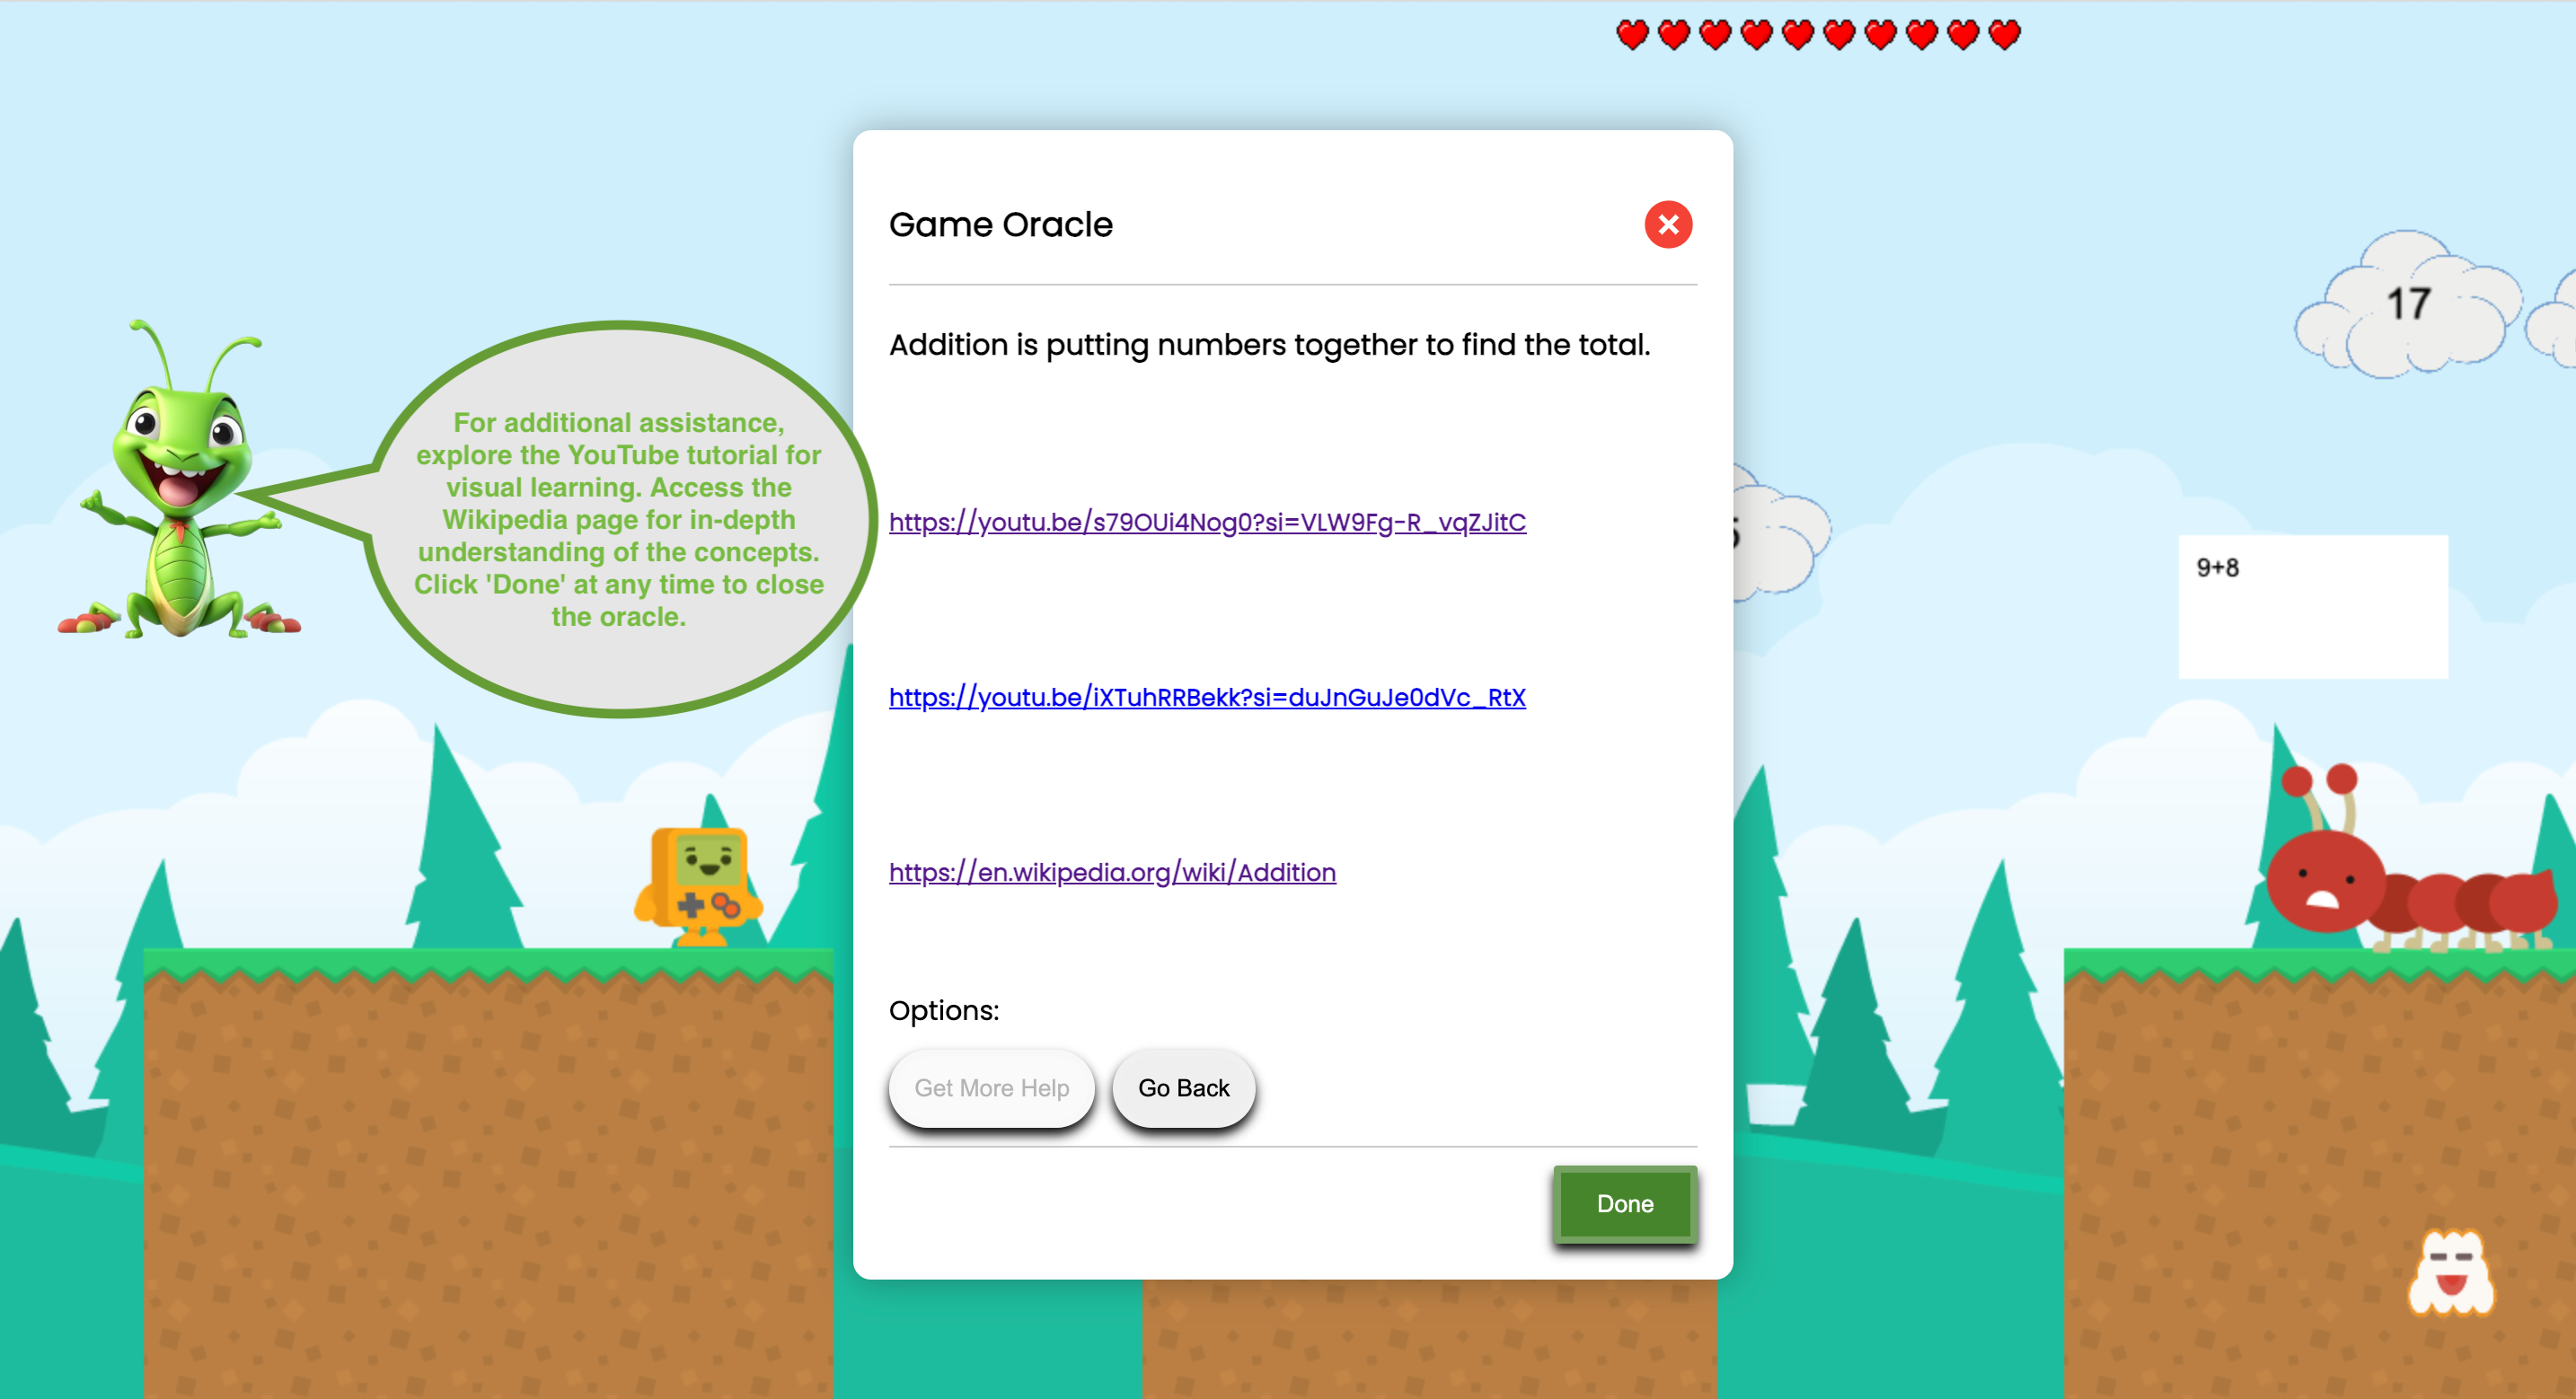 Game Oracle
Addition is putting numbers together to find the total.
For additional assistance,
explore the YouTube tutorial for
visual learning. Access the
Wikipedia page for in-depth
understanding of the concepts.
Click 'Done' at any time to close
the oracle.
https://youtu.be/s79OUi4Nog0?si=VLW9Fg-R_vqZJitC
https://youtu.be/iXTuhRRBekk?si=duJnGuJe0dVc_RtX
https://en.wikipedia.org/wiki/Addition
Options:
Get More Help
Go Back
Done
17
9+8